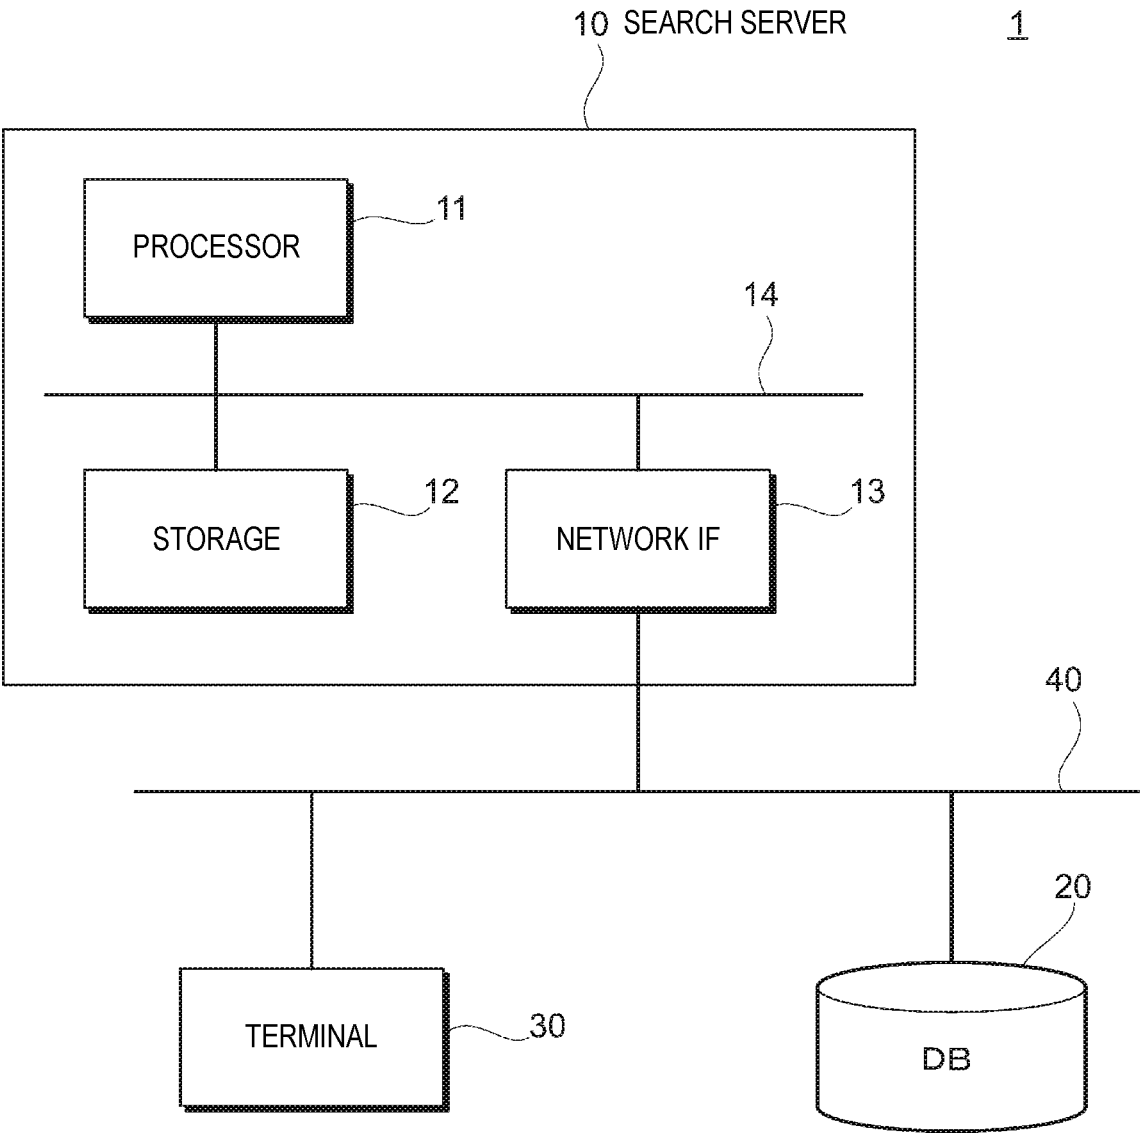 10 SEARCH SERVER
1
PROCESSOR
11
14
STORAGE
12
NETWORK IF
13
40
20
TERMINAL
30
DB